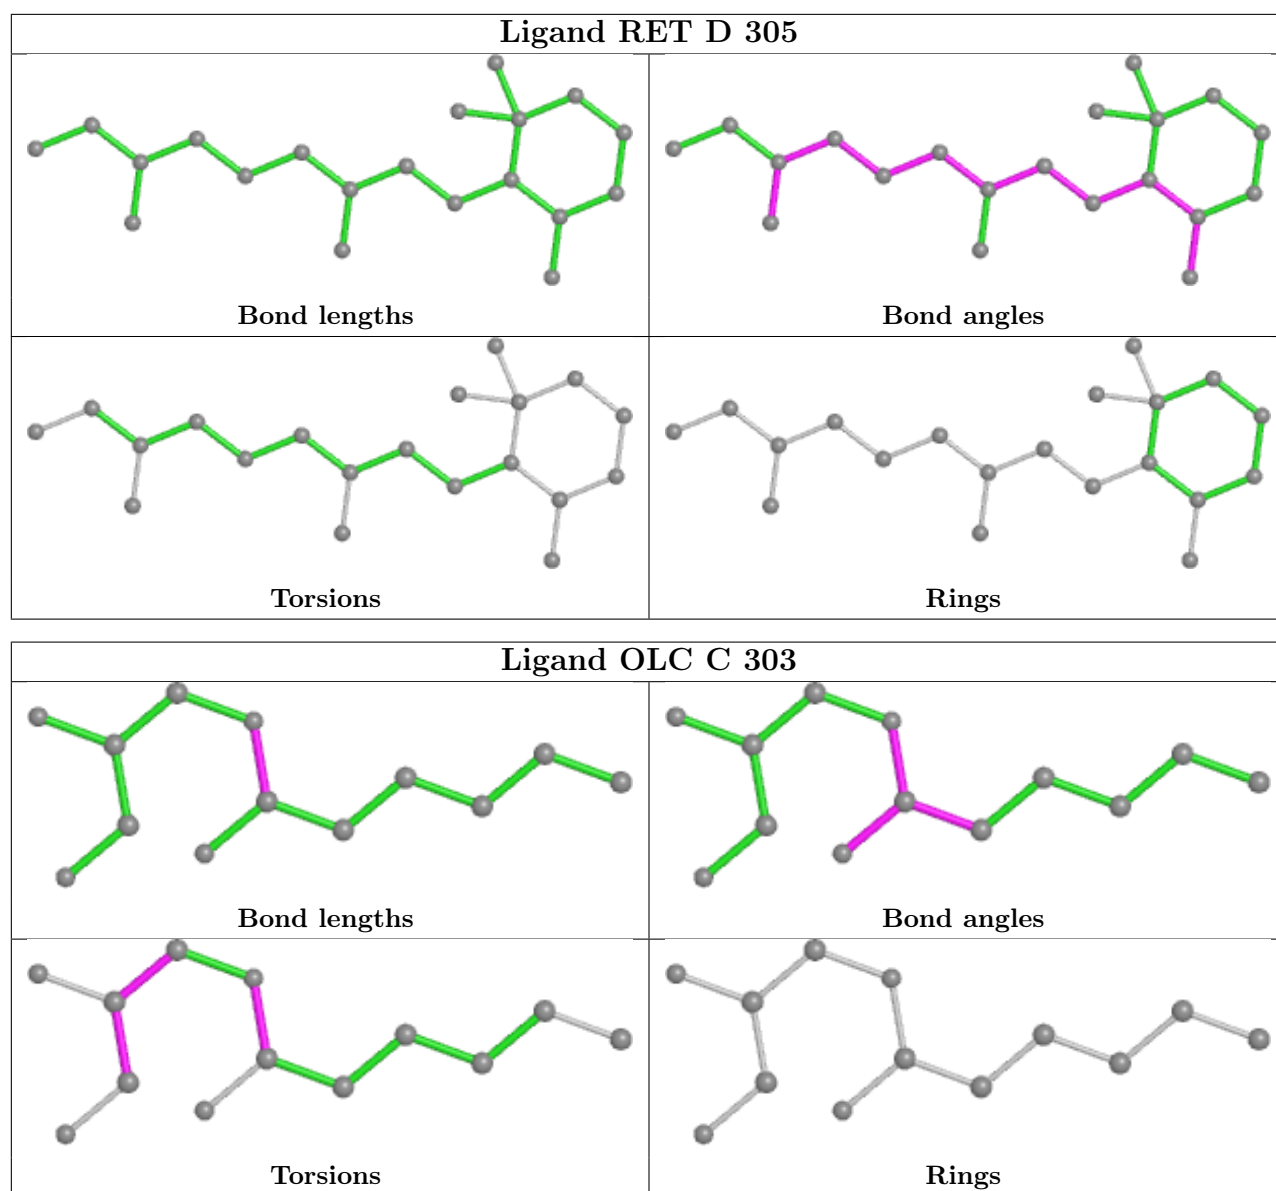 Ligand RET D 305
Bond lengths
Bond angles
Torsions
Rings
Ligand OLC C 303
Bond lengths
Bond angles
Torsions
Rings